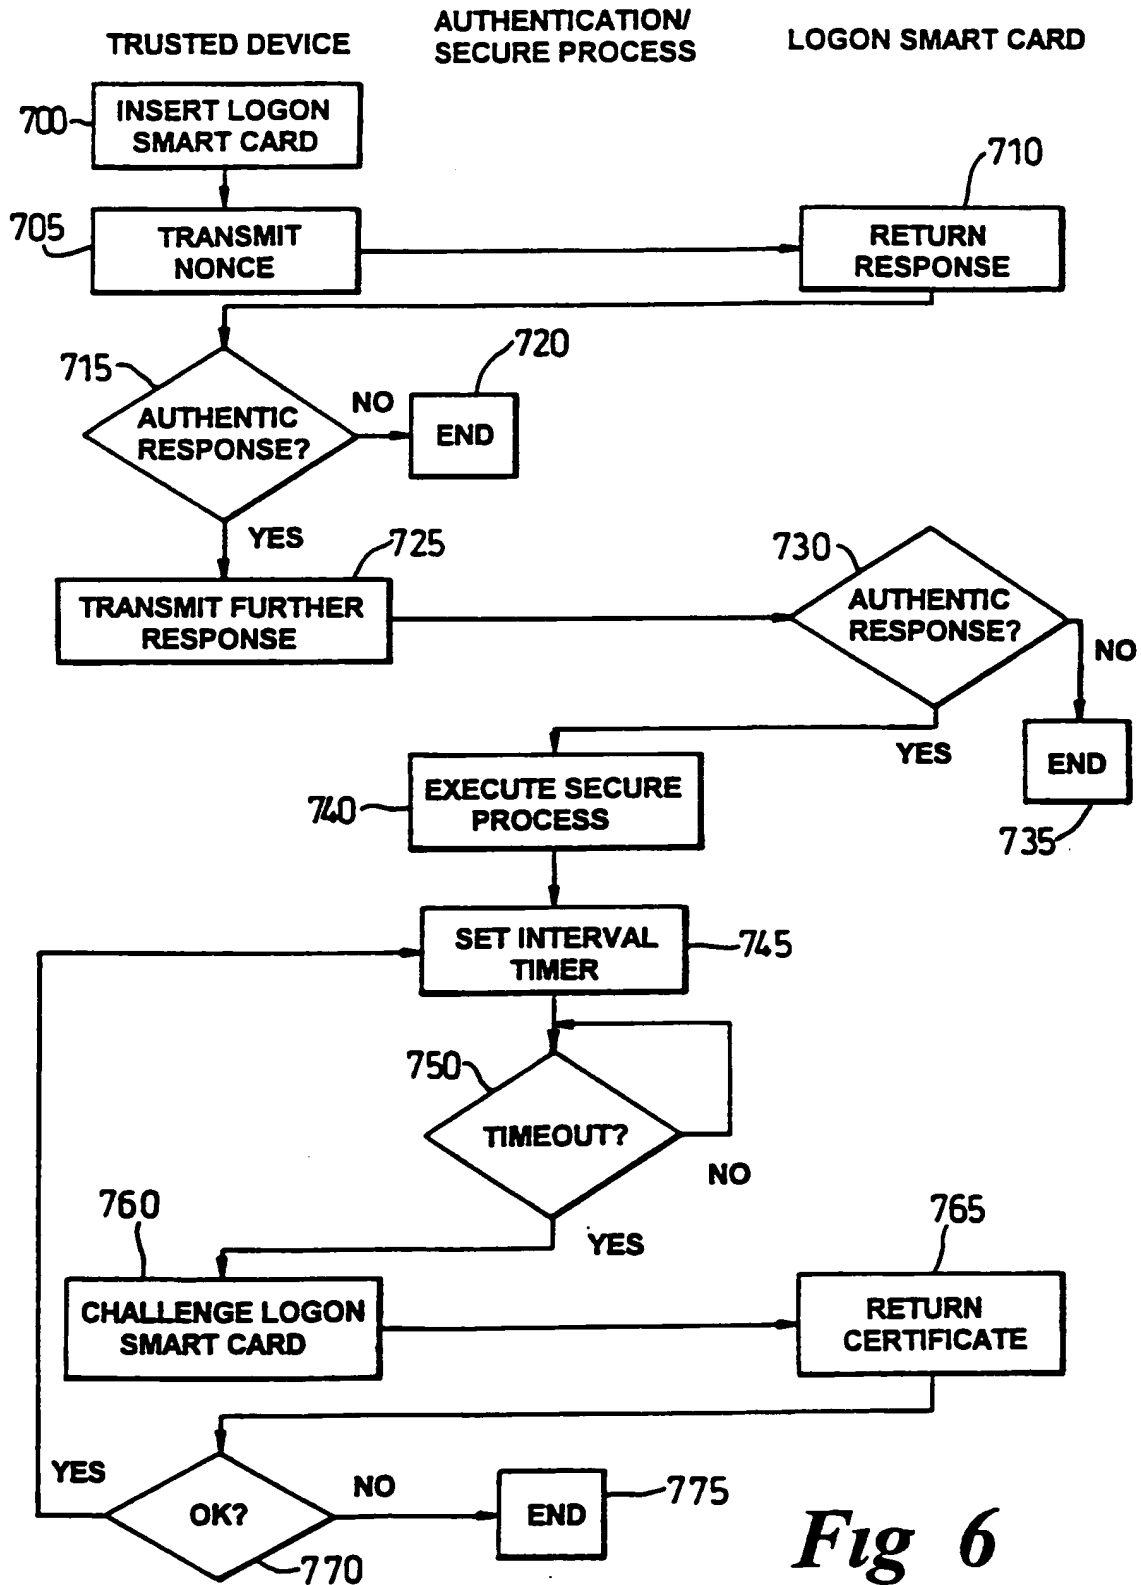 TRUSTED DEVICE
AUTHENTICATION/
SECURE PROCESS
LOGON SMART CARD
700
INSERT LOGON
SMART CARD
710
705
TRANSMIT
NONCE
RETURN
RESPONSE
715
720
AUTHENTIC
RESPONSE?
NO
END
YES
725
TRANSMIT FURTHER
RESPONSE
730
AUTHENTIC
RESPONSE?
NO
YES
END
735
740
EXECUTE SECURE
PROCESS
SET INTERVAL
TIMER
745
750
TIMEOUT?
NO
YES
760
CHALLENGE LOGON
SMART CARD
765
RETURN
CERTIFICATE
YES
OK?
NO
END
775
770
Fig 6